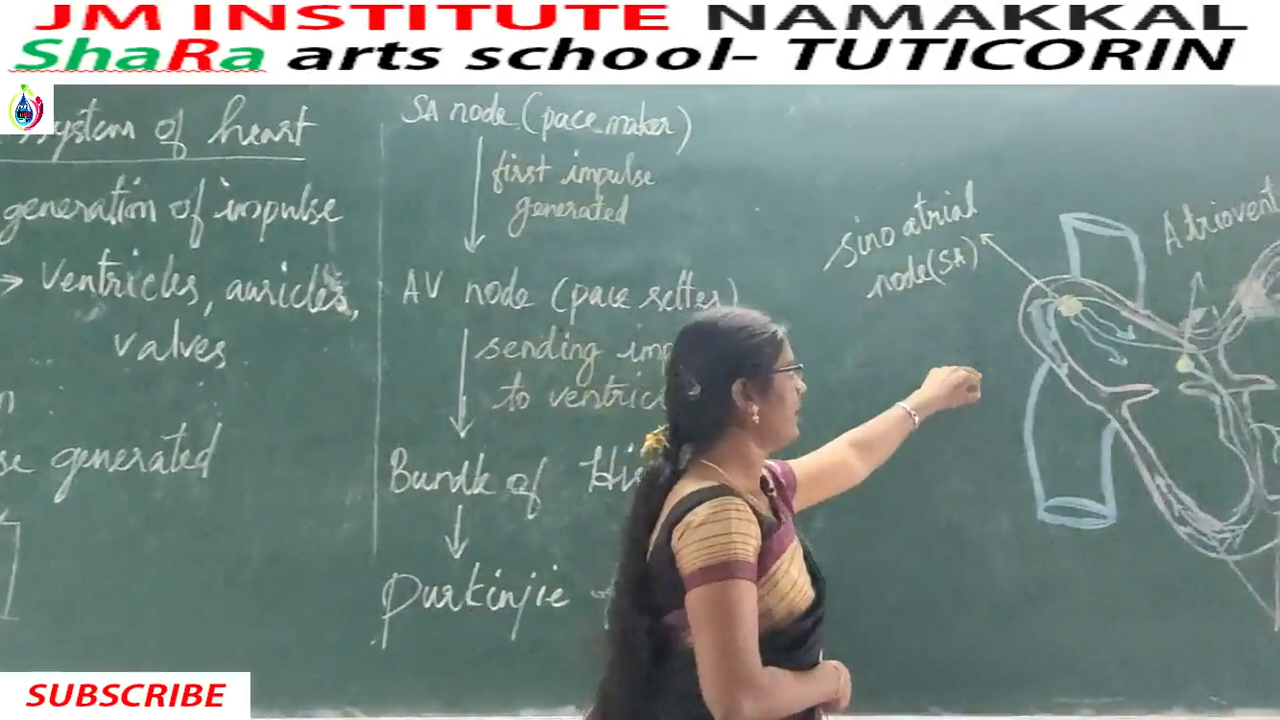 JM INSTITUTE NAMAKKAL
ShaRa arts school- TUTICORIN
system of heart
generation of impulse
→ Ventricles, auricles,
valves
generated
SA node (pace maker)
first impulse
generated
AV node (pace setter)
sending
to
Bundle of
Purkinjie
Sino atrial
node(SA)
SUBSCRIBE